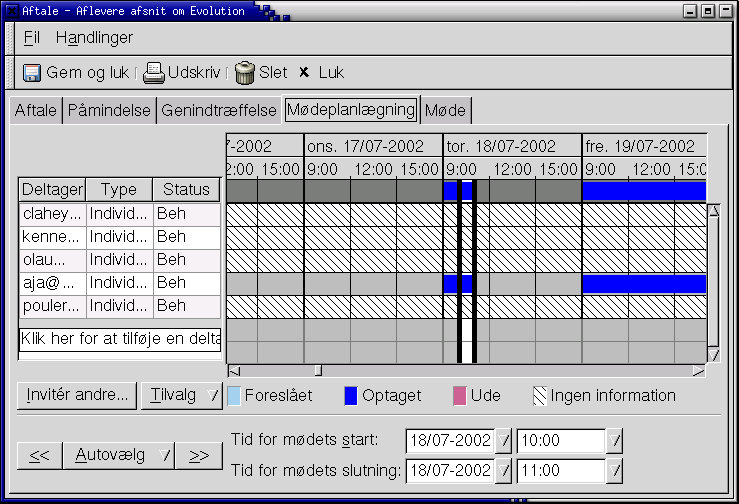 Aftale - Aflevere afsnit om Evolution
Fil Handlinger
Gem og luk Udskriv Slet Luk
Aftale Påmindelse Genindtræffelse Mødeplanlægning Møde
7-2002 ons. 17/07-2002 tor. 18/07-2002 fre. 19/07-2002
2:00 15:00 9:00 12:00 15:00 9:00 12:00 15:00 9:00 12:00 15:0
Deltager Type Status
clahey... Individ... Beh
kenne... Individ... Beh
olau... Individ... Beh
aja@... Individ... Beh
pouler... Individ... Beh
Klik her for at tilføje en delta
Invitér andre... Tilvalg Foreslået Optaget Ude Ingen information
<< Autovælg >>
Tid for mødets start: 18/07-2002 10:00
Tid for mødets slutning: 18/07-2002 11:00